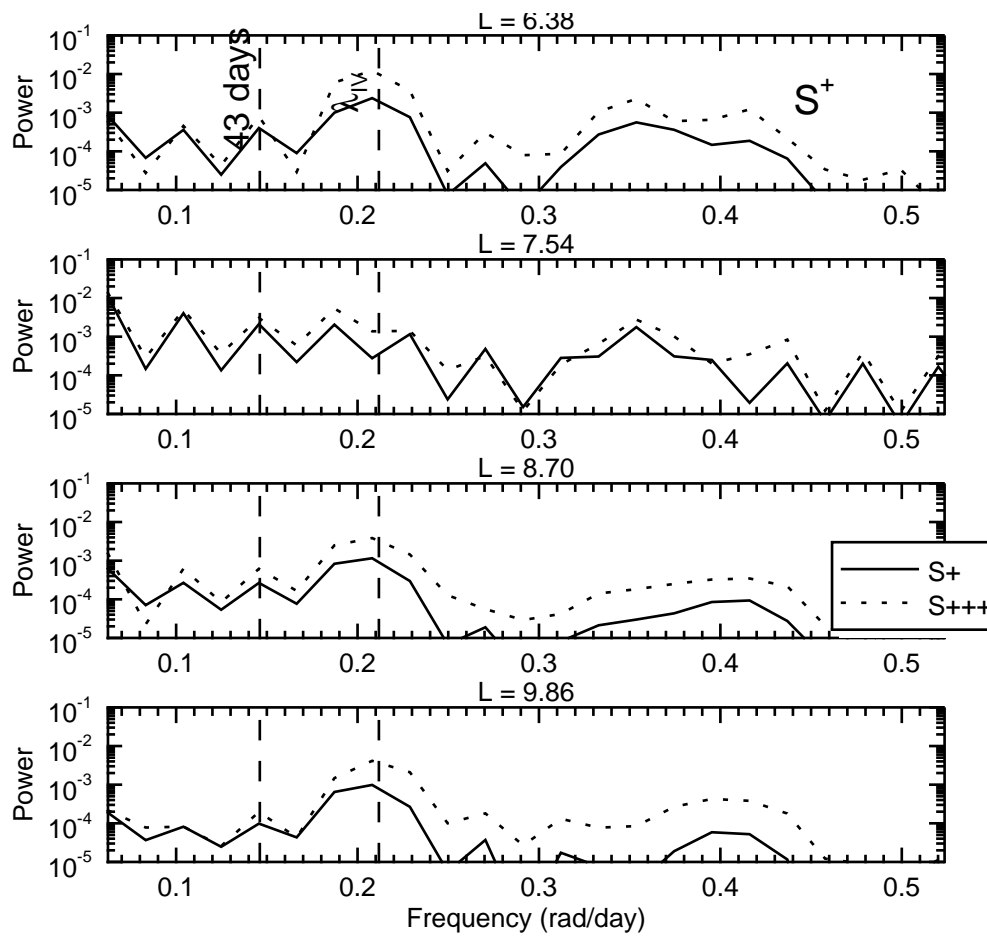 L = 6.38
10^-1
10^-2
10^-3
10^-4
10^-5
Power
43 days
λIV
S+
0.1 0.2 0.3 0.4 0.5
L = 7.54
10^-1
10^-2
10^-3
10^-4
10^-5
Power
0.1 0.2 0.3 0.4 0.5
L = 8.70
10^-1
10^-2
10^-3
10^-4
10^-5
Power
S+
S+++
0.1 0.2 0.3 0.4 0.5
L = 9.86
10^-1
10^-2
10^-3
10^-4
10^-5
Power
0.1 0.2 0.3 0.4 0.5
Frequency (rad/day)